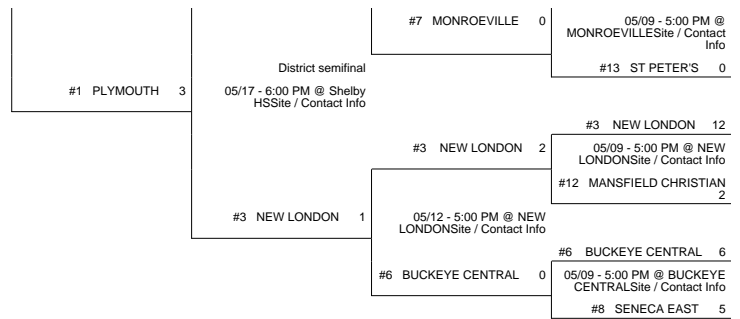 #7 MONROEVILLE 0
05/09 - 5:00 PM @
MONROEVILLESite / Contact
Info
#13 ST PETER'S 0
District semifinal
#1 PLYMOUTH 3
05/17 - 6:00 PM @ Shelby
HSSite / Contact Info
#3 NEW LONDON 12
#3 NEW LONDON 2
05/09 - 5:00 PM @ NEW
LONDONSite / Contact Info
#12 MANSFIELD CHRISTIAN
2
#3 NEW LONDON 1
05/12 - 5:00 PM @ NEW
LONDONSite / Contact Info
#6 BUCKEYE CENTRAL 6
#6 BUCKEYE CENTRAL 0
05/09 - 5:00 PM @ BUCKEYE
CENTRALSite / Contact Info
#8 SENECA EAST 5